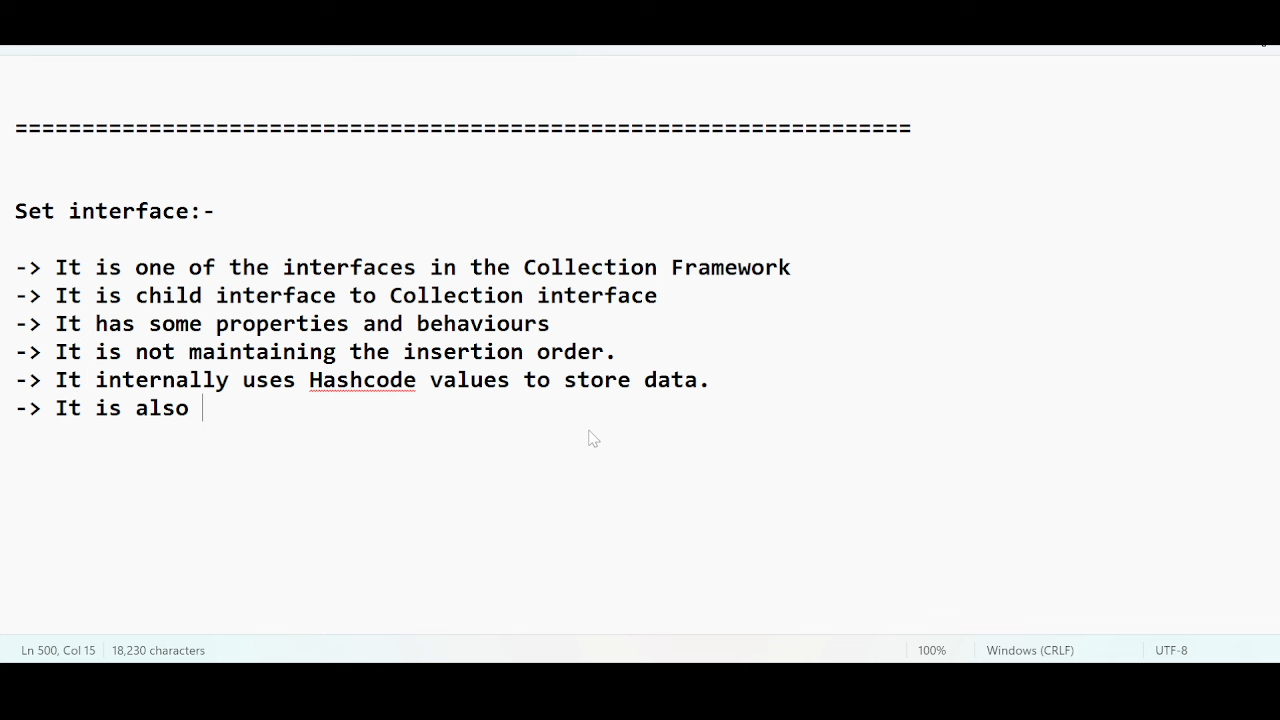 ===================================================================
Set interface:-
-> It is one of the interfaces in the Collection Framework
-> It is child interface to Collection interface
-> It has some properties and behaviours
-> It is not maintaining the insertion order.
-> It internally uses Hashcode values to store data.
-> It is also
Ln 500, Col 15 18,230 characters 100% Windows (CRLF) UTF-8